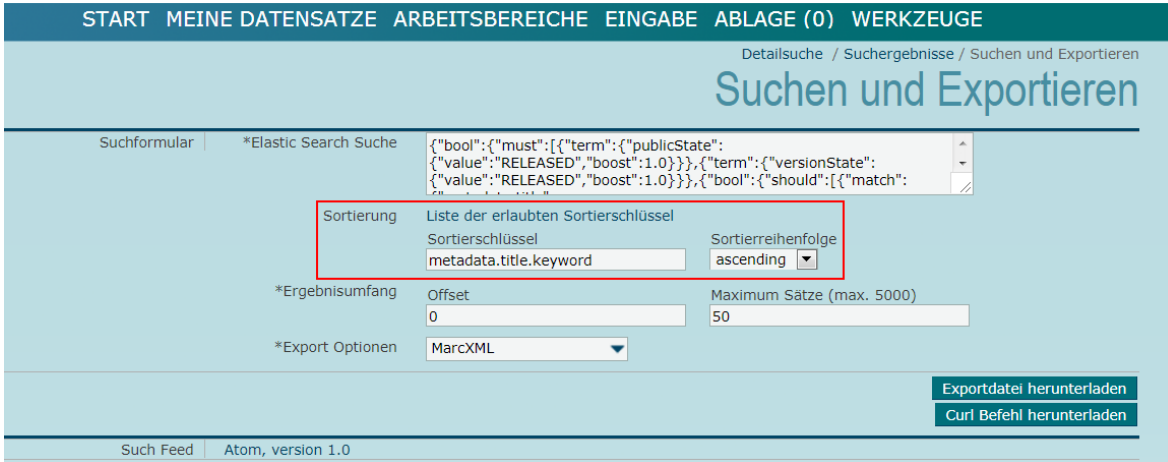 START MEINE DATENSÄTZE ARBEITSBEREICHE EINGABE ABLAGE (0) WERKZEUGE
Detailsuche / Suchergebnisse / Suchen und Exportieren
Suchen und Exportieren
Suchformular *Elastic Search Suche
{"bool":{"must":[{"term":{"publicState":
{"value":"RELEASED","boost":1.0}}},{"term":{"versionState":
{"value":"RELEASED","boost":1.0}}},{"bool":{"should":[{"match":
Sortierung Liste der erlaubten Sortierschlüssel
Sortierschlüssel Sortierreihenfolge
metadata.title.keyword ascending
*Ergebnisumfang Offset Maximum Sätze (max. 5000)
0 50
*Export Optionen MarcXML
Exportdatei herunterladen
Curl Befehl herunterladen
Such Feed Atom, version 1.0